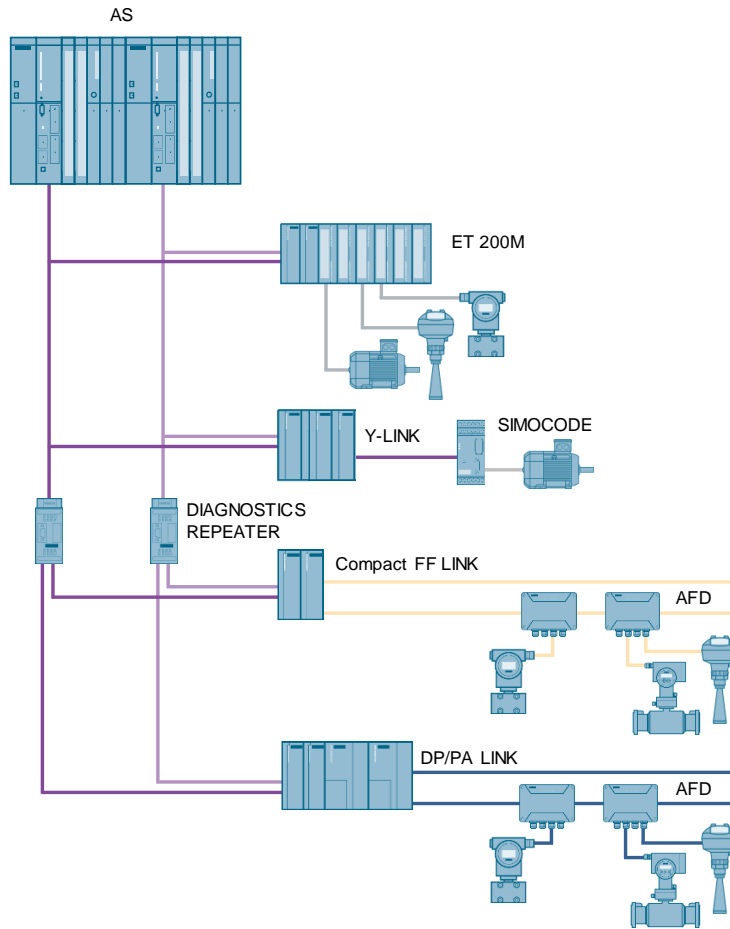 AS
ET 200M
Y-LINK
SIMOCODE
DIAGNOSTICS
REPEATER
Compact FF LINK
AFD
DP/PA LINK
AFD